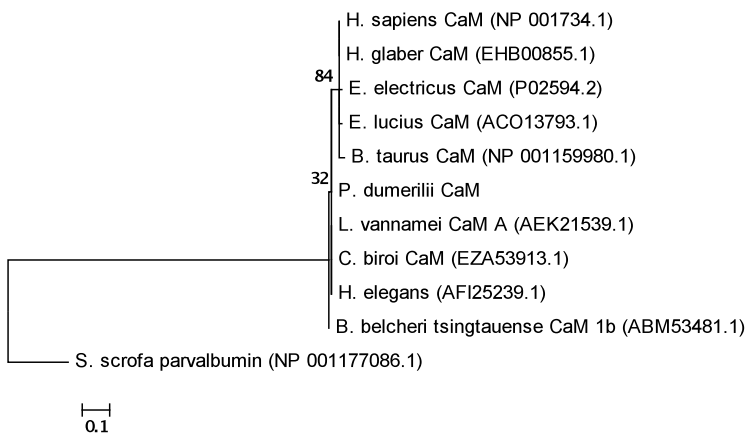 H. sapiens CaM (NP 001734.1)
H. glaber CaM (EHB00855.1)
84
E. electricus CaM (P02594.2)
E. lucius CaM (ACO13793.1)
B. taurus CaM (NP 001159980.1)
32
P. dumerilii CaM
L. vannamei CaM A (AEK21539.1)
C. biroi CaM (EZA53913.1)
H. elegans (AFI25239.1)
B. belcheri tsingtauense CaM 1b (ABM53481.1)
S. scrofa parvalbumin (NP 001177086.1)
0.1